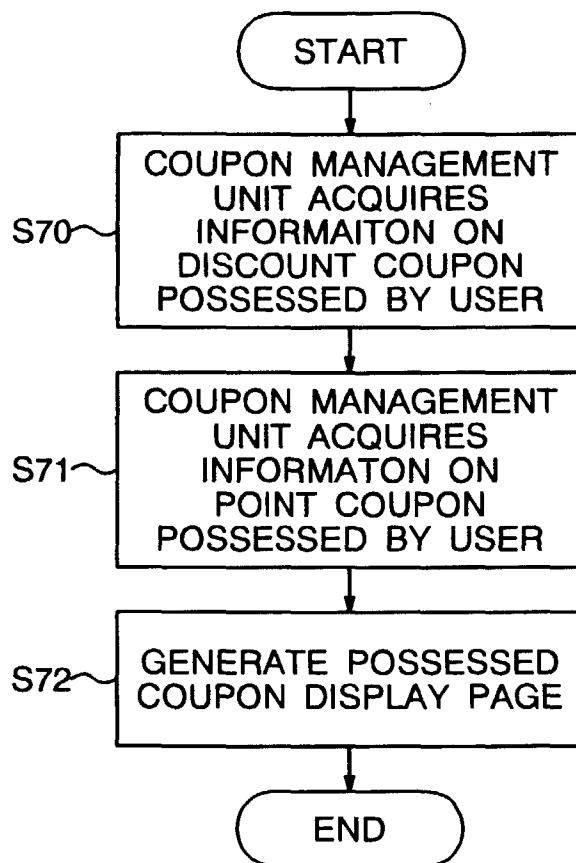 START
S70
COUPON MANAGEMENT
UNIT ACQUIRES
INFORMAITON ON
DISCOUNT COUPON
POSSESSED BY USER
S71
COUPON MANAGEMENT
UNIT ACQUIRES
INFORMATON ON
POINT COUPON
POSSESSED BY USER
S72
GENERATE POSSESSED
COUPON DISPLAY PAGE
END